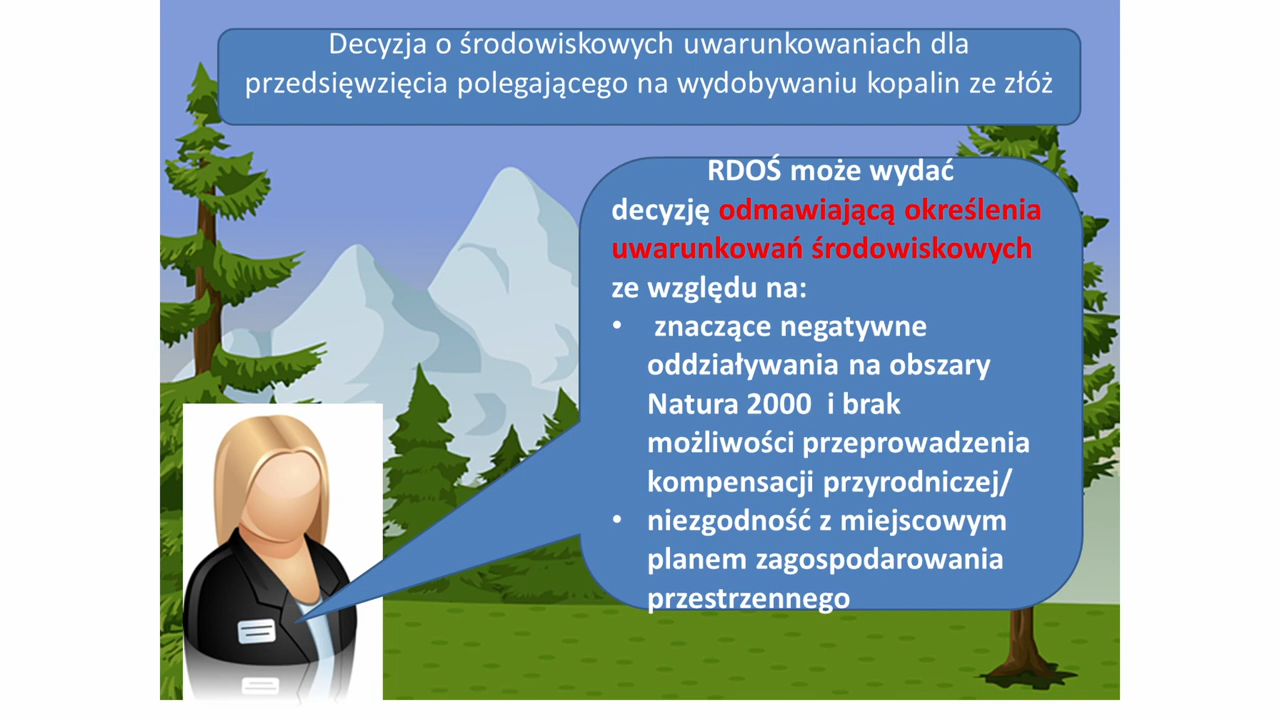 Decyzja o środowiskowych uwarunkowaniach dla
przedsięwzięcia polegającego na wydobywaniu kopalin ze złóż
RDOŚ może wydać
decyzję odmawiającą określenia
uwarunkowań środowiskowych
ze względu na:
• znaczące negatywne
oddziaływania na obszary
Natura 2000 i brak
możliwości przeprowadzenia
kompensacji przyrodniczej/
• niezgodność z miejscowym
planem zagospodarowania
przestrzennego